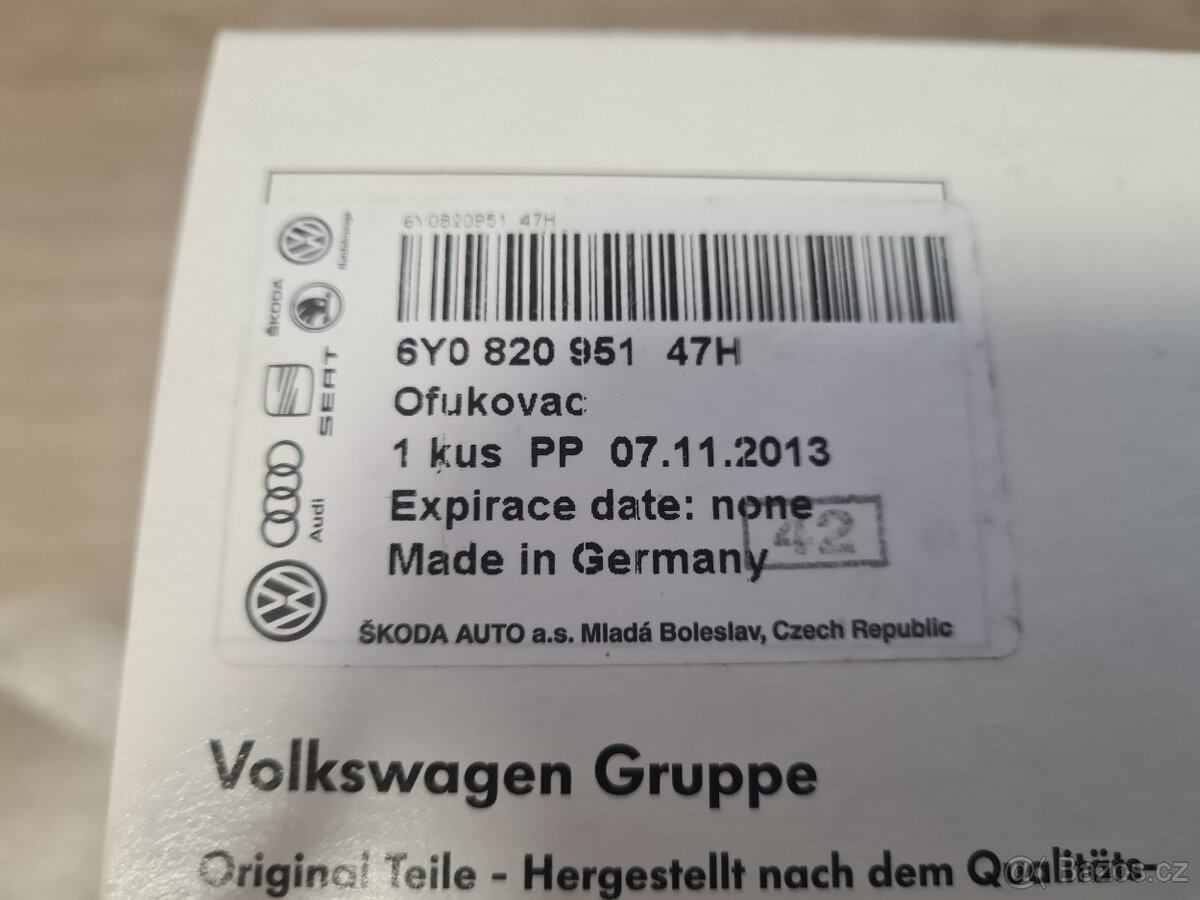 6Y0820951 47H
6Y0 820 951 47H
Ofukovac
1 kus PP 07.11.2013
Expirace date: none
42
Made in Germany
ŠKODA AUTO a.s. Mladá Boleslav, Czech Republic
ŠKODA
SEAT
Audi
Volkswagen Gruppe
Original Teile - Hergestellt nach dem Qualitäts-
Bazos.cz